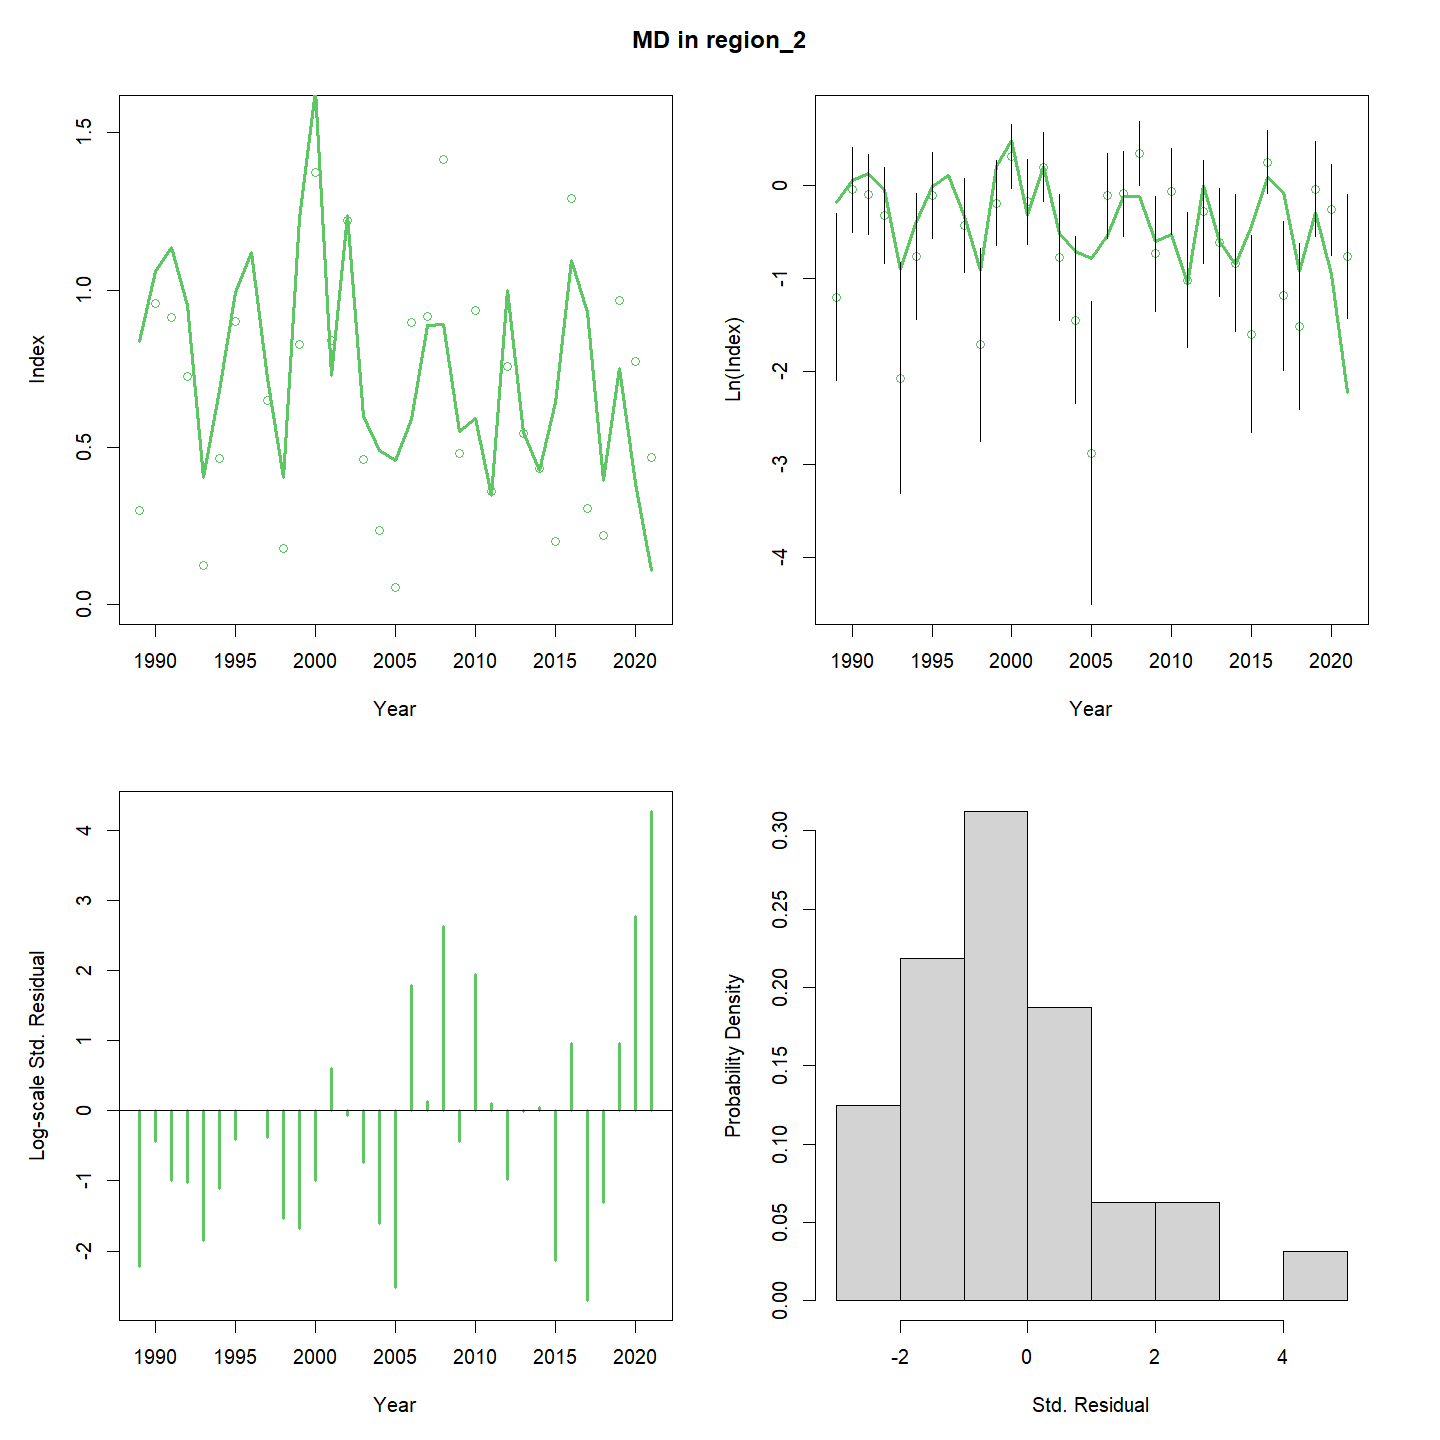 MD in region_2
Index
0.0 0.5 1.0 1.5
1990 1995 2000 2005 2010 2015 2020
Year
Ln(Index)
-4 -3 -2 -1 0
1990 1995 2000 2005 2010 2015 2020
Year
Log-scale Std. Residual
-2 -1 0 1 2 3 4
1990 1995 2000 2005 2010 2015 2020
Year
Probability Density
0.00 0.05 0.10 0.15 0.20 0.25 0.30
-2 0 2 4
Std. Residual